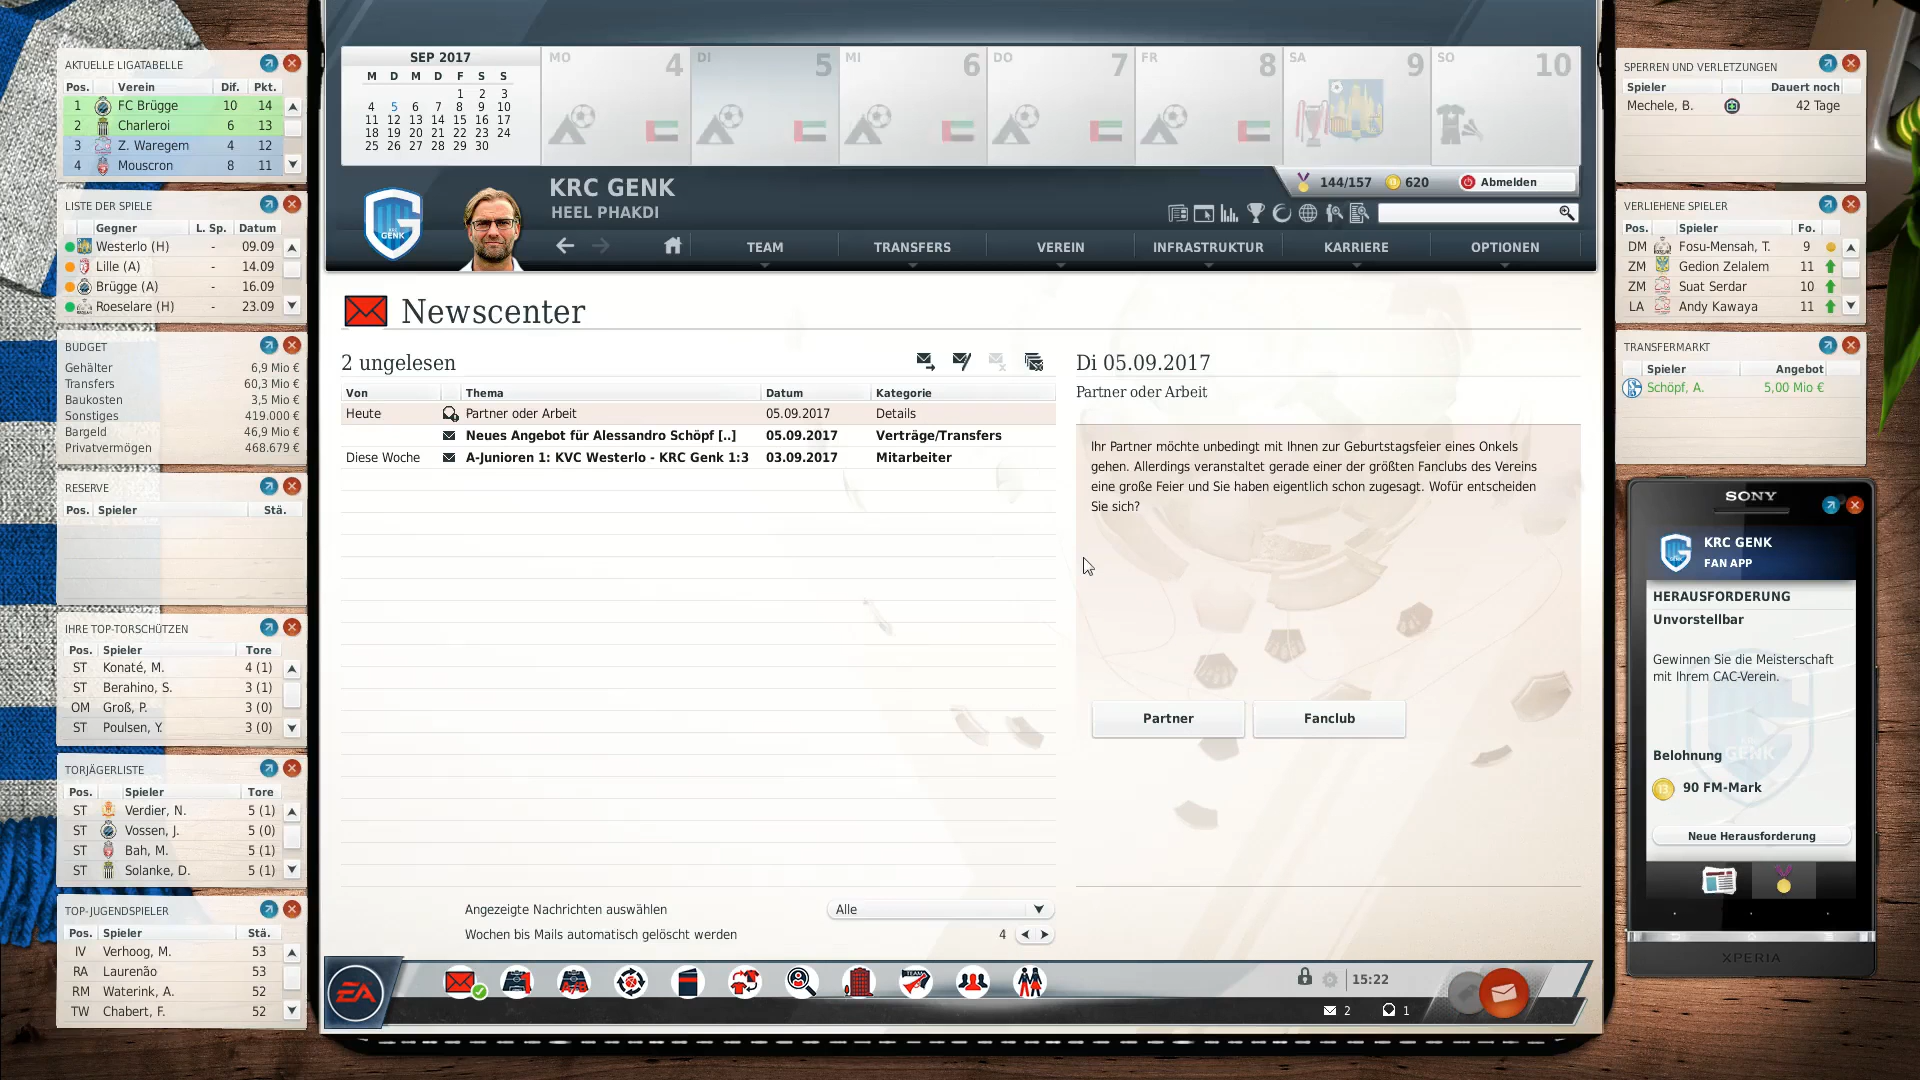 AKTUELLE LIGATABELLE
Pos. Verein Dif. Pkt.
1 FC Brügge 10 14
2 Charleroi 6 13
3 Z. Waregem 4 12
4 Mouscron 8 11
LISTE DER SPIELE
Gegner L. Sp. Datum
Westerlo (H) - 09.09
Lille (A) - 14.09
Brügge (A) - 16.09
Roeselare (H) - 23.09
BUDGET
Gehälter 6,9 Mio €
Transfers 60,3 Mio €
Baukosten 3,5 Mio €
Sonstiges 419.000 €
Bargeld 46,9 Mio €
Privatvermögen 468.679 €
RESERVE
Pos. Spieler Stä.
IHRE TOP-TORSCHÜTZEN
Pos. Spieler Tore
ST Konaté, M. 4 (1)
ST Berahino, S. 3 (1)
OM Groß, P. 3 (0)
ST Poulsen, Y. 3 (0)
TORJÄGERLISTE
Pos. Spieler Tore
ST Verdier, N. 5 (1)
ST Vossen, J. 5 (0)
ST Bah, M. 5 (1)
ST Solanke, D. 5 (1)
TOP-JUGENDSPIELER
Pos. Spieler Stä.
IV Verhoog, M. 53
RA Laurenão 53
RM Waterink, A. 52
TW Chabert, F. 52
SEP 2017
M D M D F S S
1 2 3
4 5 6 7 8 9 10
11 12 13 14 15 16 17
18 19 20 21 22 23 24
25 26 27 28 29 30
MO 4 DI 5 MI 6 DO 7 FR 8 SA 9 SO 10
144/157 620 Abmelden
KRC GENK
HEEL PHAKDI
TEAM TRANSFERS VEREIN INFRASTRUKTUR KARRIERE OPTIONEN
Newscenter
2 ungelesen
Von Thema Datum Kategorie
Heute Partner oder Arbeit 05.09.2017 Details
Neues Angebot für Alessandro Schöpf [..] 05.09.2017 Verträge/Transfers
Diese Woche A-Junioren 1: KVC Westerlo - KRC Genk 1:3 03.09.2017 Mitarbeiter
Angezeigte Nachrichten auswählen Alle
Wochen bis Mails automatisch gelöscht werden 4
Di 05.09.2017
Partner oder Arbeit
Ihr Partner möchte unbedingt mit Ihnen zur Geburtstagsfeier eines Onkels
gehen. Allerdings veranstaltet gerade einer der größten Fanclubs des Vereins
eine große Feier und Sie haben eigentlich schon zugesagt. Wofür entscheiden
Sie sich?
Partner Fanclub
EA
A/B
TEAMS
15:22
2 1
SPERREN UND VERLETZUNGEN
Spieler Dauert noch
Mechele, B. 42 Tage
VERLIEHENE SPIELER
Pos. Spieler Fo.
DM Fosu-Mensah, T. 9
ZM Gedion Zelalem 11
ZM Suat Serdar 10
LA Andy Kawaya 11
TRANSFERMARKT
Spieler Angebot
Schöpf, A. 5,00 Mio €
SONY
KRC GENK
FAN APP
HERAUSFORDERUNG
Unvorstellbar
Gewinnen Sie die Meisterschaft
mit Ihrem CAC-Verein.
Belohnung
13 90 FM-Mark
Neue Herausforderung
XPERIA